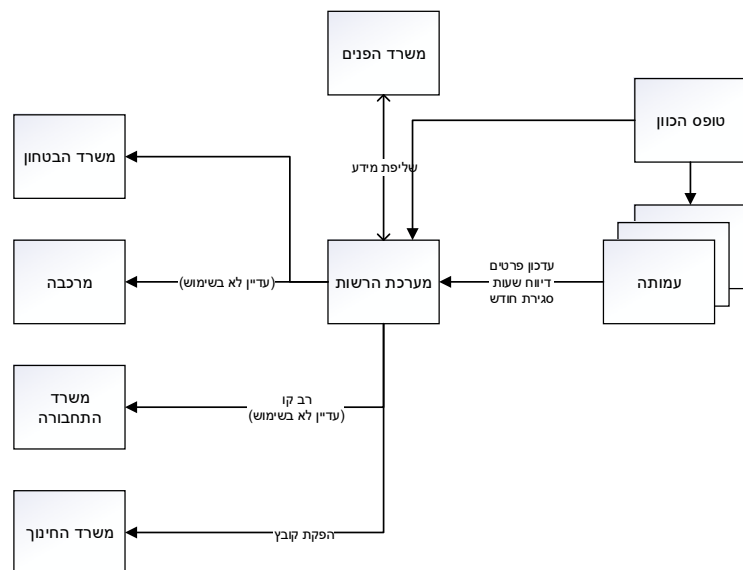 משרד הפנים
טופס הכוון
משרד הבטחון
שליפת מידע
עדכון פרטים
דיווח שעות
סגירת חודש
עמותה
מערכת הרשות
(עדיין לא בשימוש)
מרכבה
רב קו
(עדיין לא בשימוש)
משרד
התחבורה
הפקת קובץ
משרד החינוך